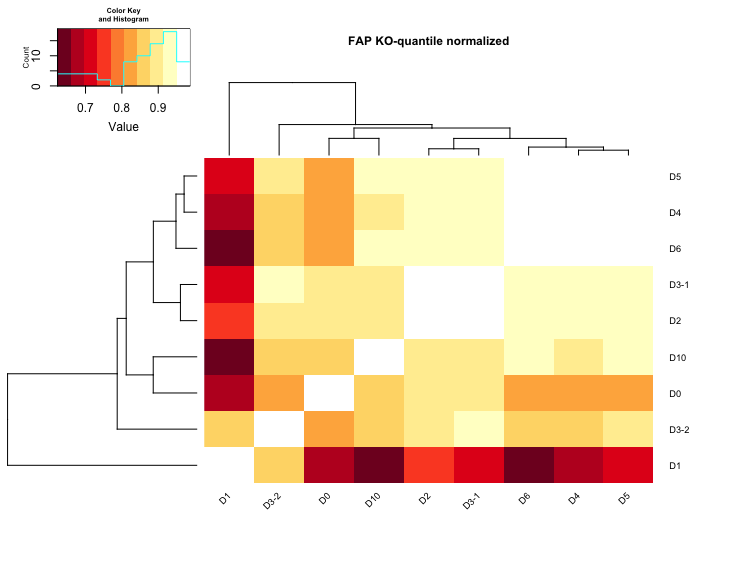 Color Key
and Histogram
Count
0 10
0.7 0.8 0.9
Value
FAP KO-quantile normalized
D5
D4
D6
D3-1
D2
D10
D0
D3-2
D1
D1 D3-2 D0 D10 D2 D3-1 D6 D4 D5